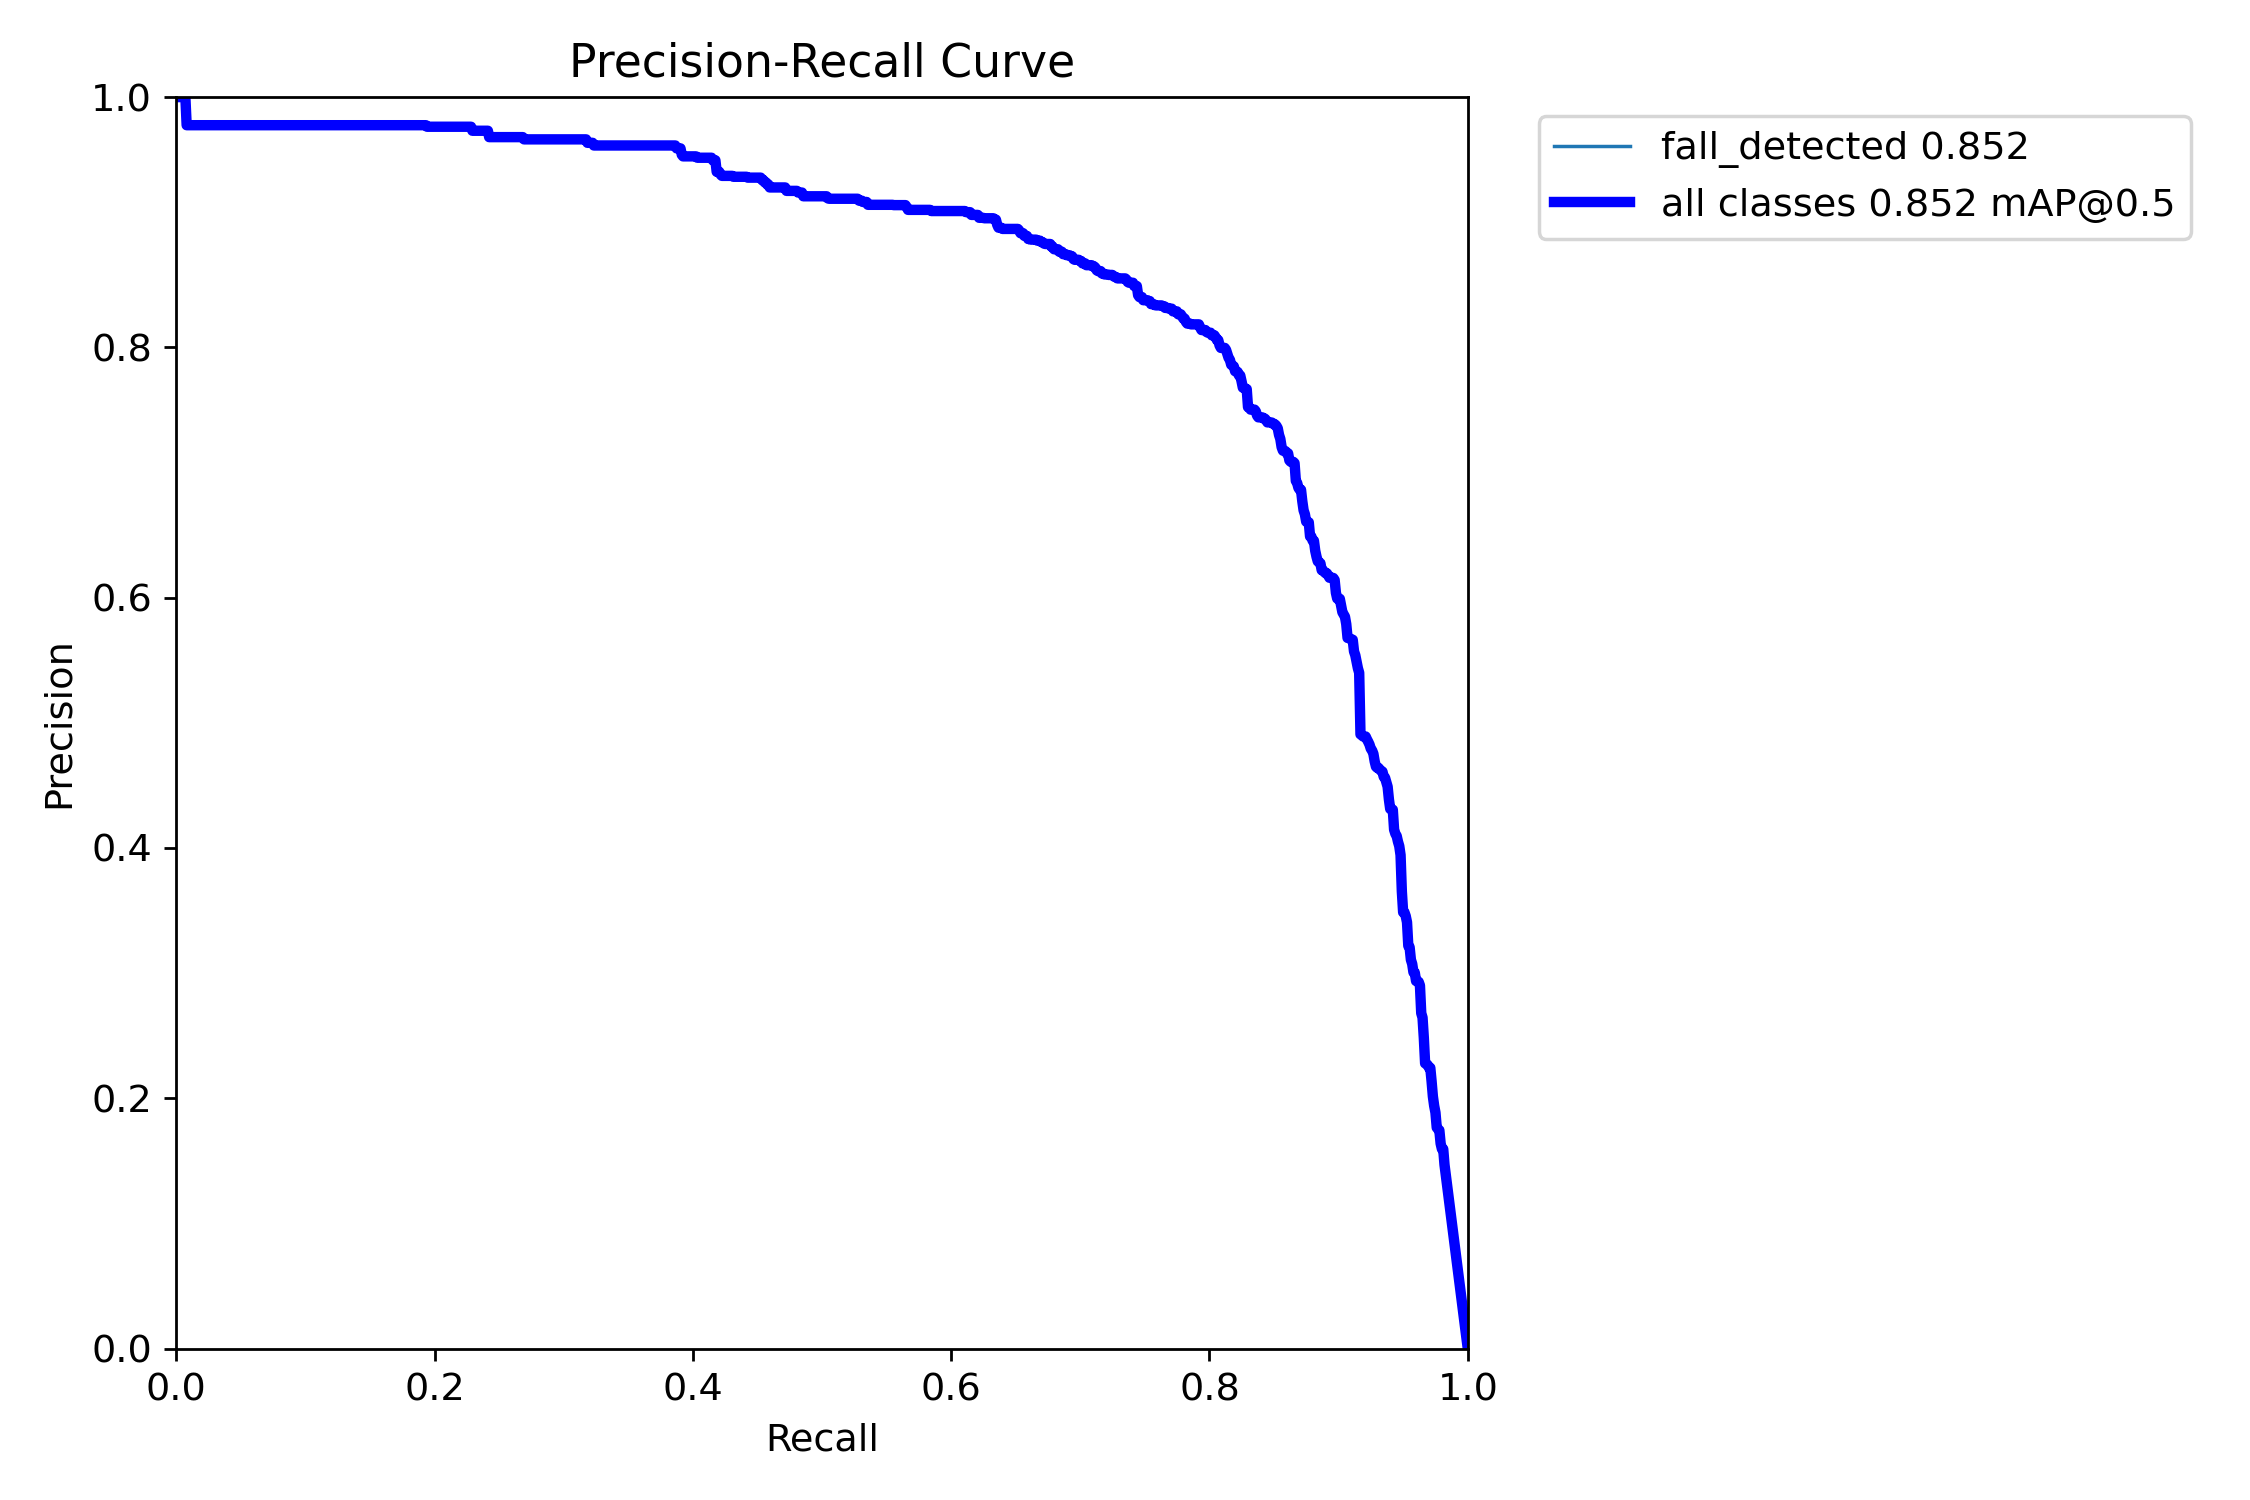 Precision-Recall Curve
1.0
0.8
0.6
0.4
0.2
0.0
Precision
0.0 0.2 0.4 0.6 0.8 1.0
Recall
fall_detected 0.852
all classes 0.852 mAP@0.5